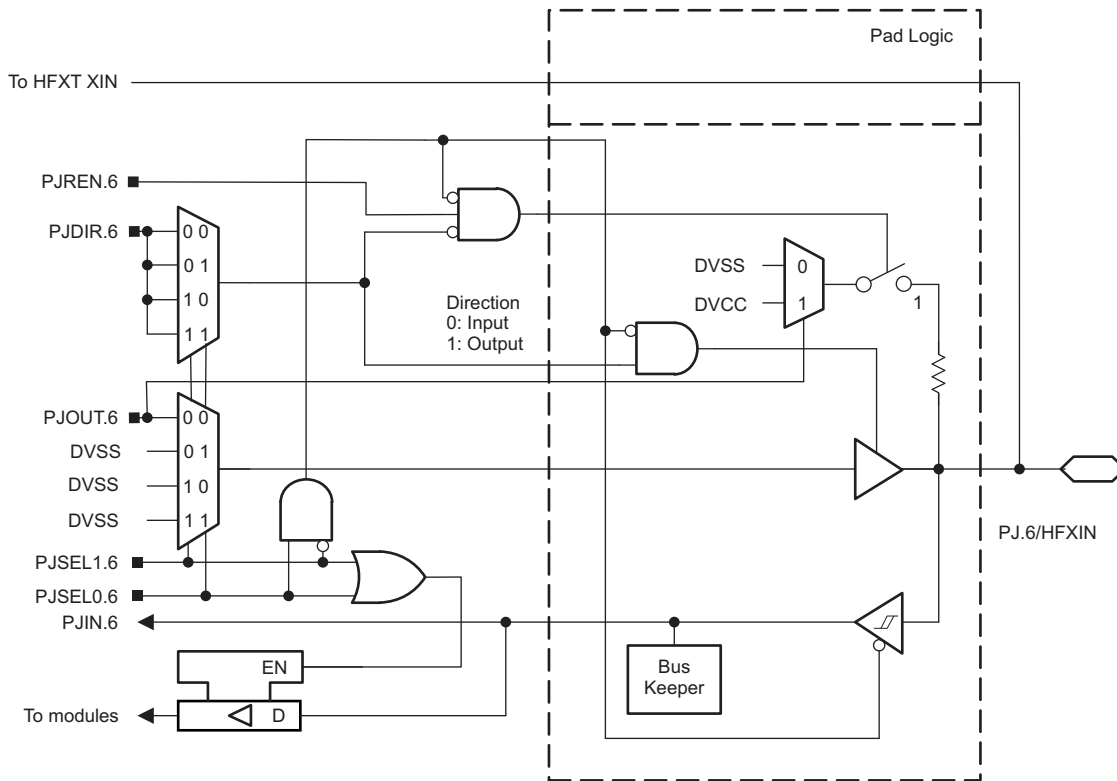 Pad Logic
To HFXT XIN
PJREN.6
PJDIR.6
0 0
0 1
1 0
1 1
Direction
0: Input
1: Output
DVSS
0
DVCC
1
1
PJOUT.6
0 0
DVSS
0 1
DVSS
1 0
DVSS
1 1
PJ.6/HFXIN
PJSEL1.6
PJSEL0.6
PJIN.6
EN
Bus
Keeper
To modules
D